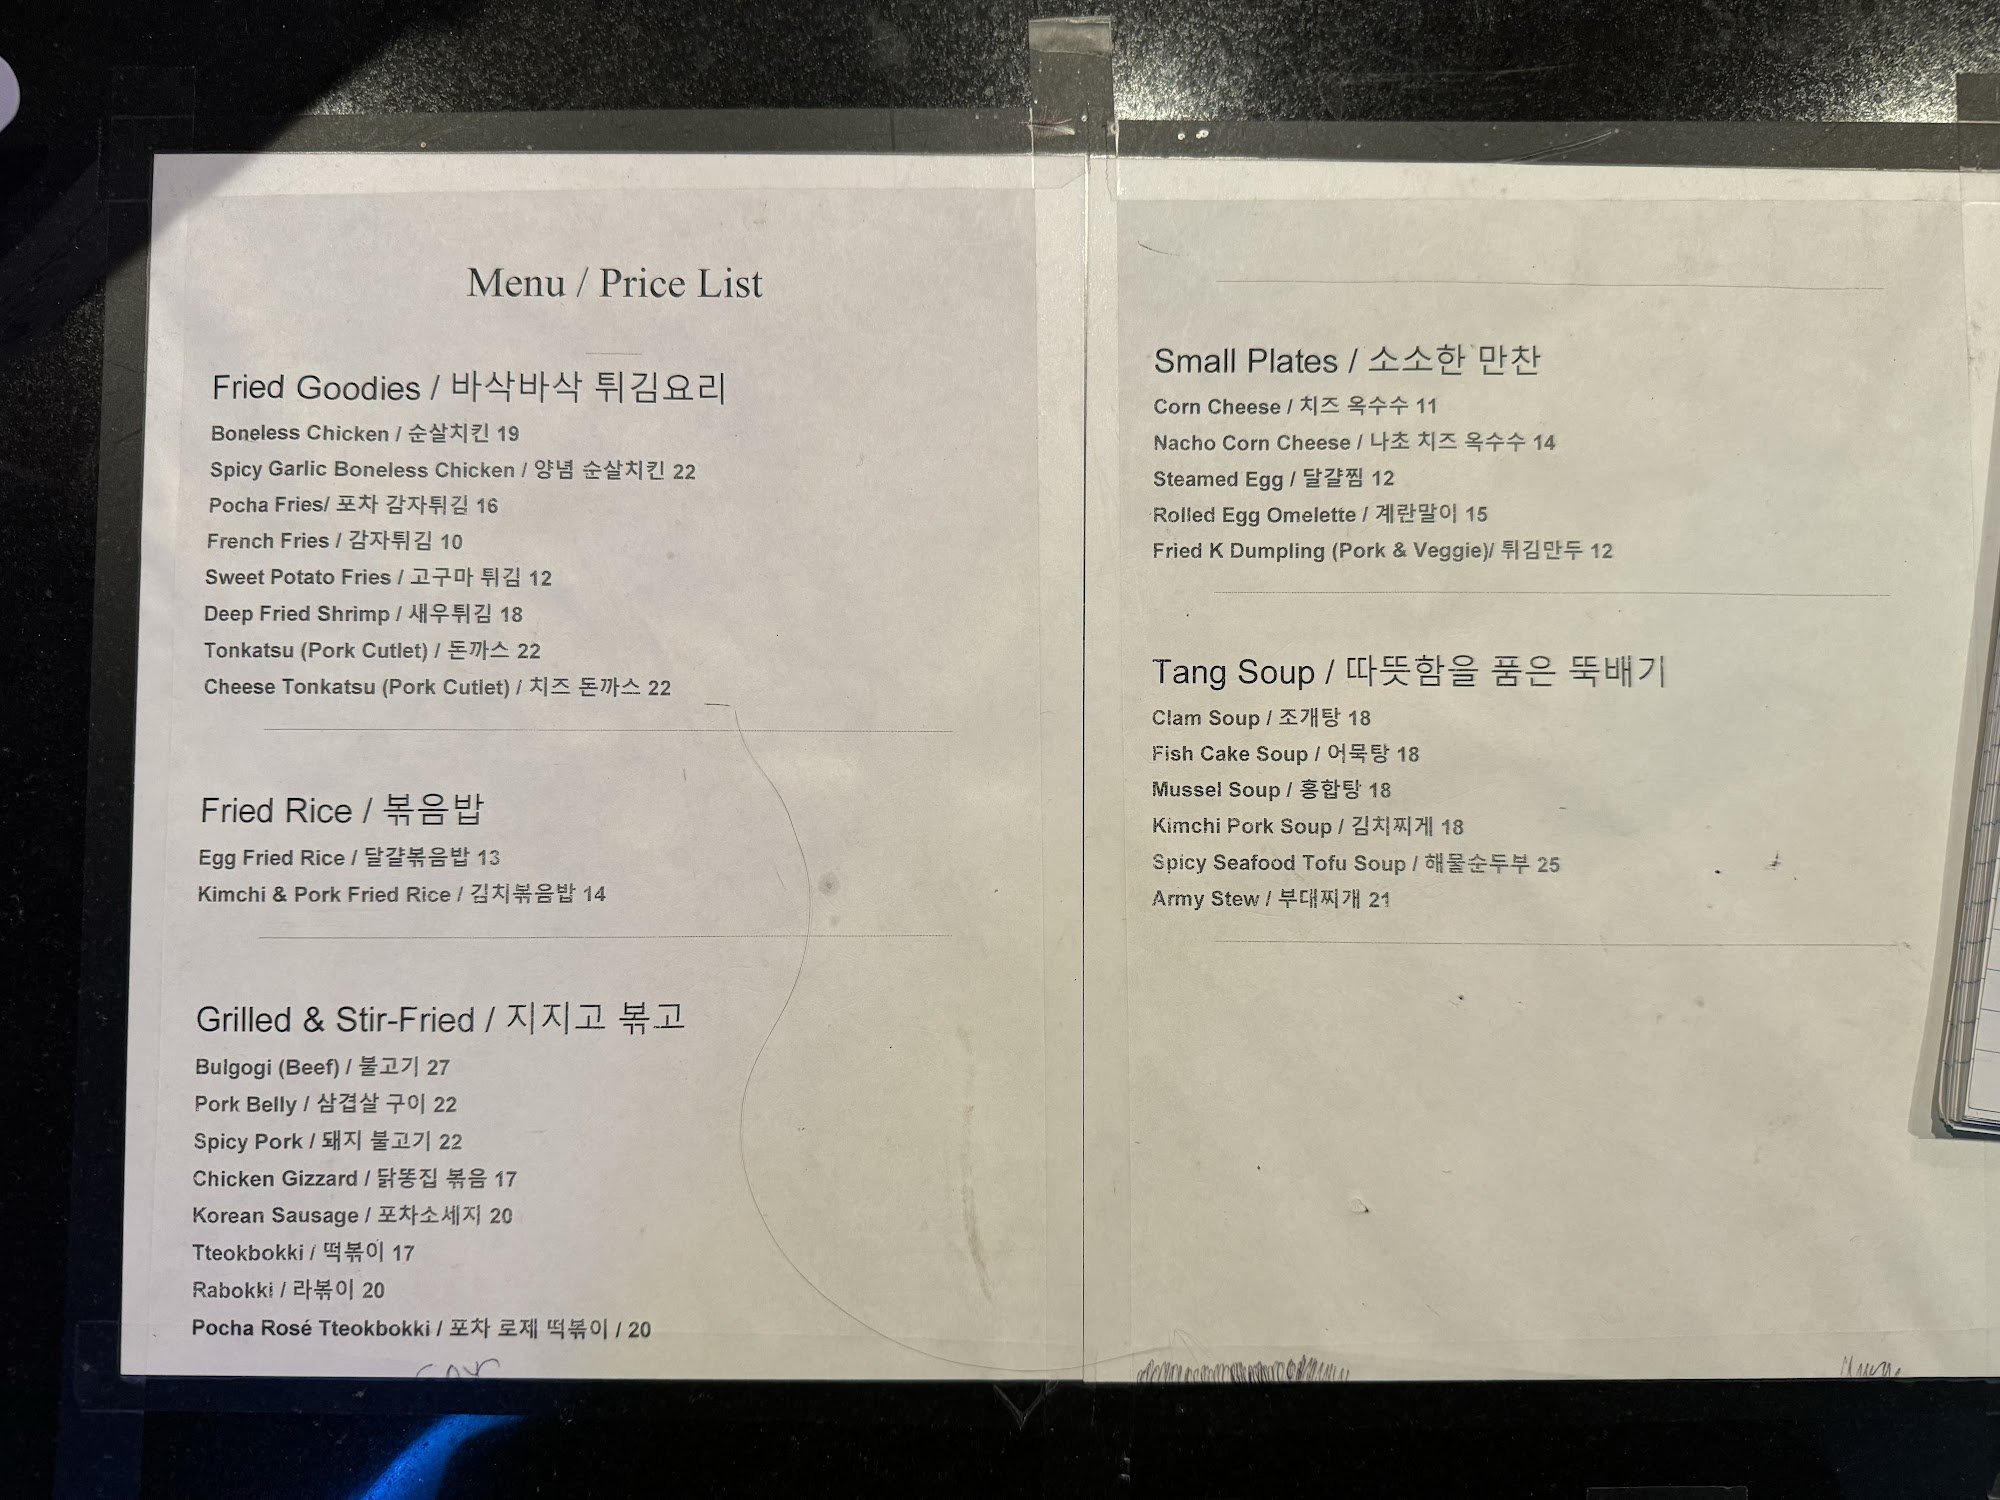 Menu / Price List
Fried Goodies / 바삭바삭 튀김요리
Boneless Chicken / 순살치킨 19
Spicy Garlic Boneless Chicken / 양념 순살치킨 22
Pocha Fries/ 포차 감자튀김 16
French Fries / 감자튀김 10
Sweet Potato Fries / 고구마 튀김 12
Deep Fried Shrimp / 새우튀김 18
Tonkatsu (Pork Cutlet) / 돈까스 22
Cheese Tonkatsu (Pork Cutlet) / 치즈 돈까스 22
Fried Rice / 볶음밥
Egg Fried Rice / 달걀볶음밥 13
Kimchi & Pork Fried Rice / 김치볶음밥 14
Grilled & Stir-Fried / 지지고 볶고
Bulgogi (Beef) / 불고기 27
Pork Belly / 삼겹살 구이 22
Spicy Pork / 돼지 불고기 22
Chicken Gizzard / 닭똥집 볶음 17
Korean Sausage / 포차소세지 20
Tteokbokki / 떡볶이 17
Rabokki / 라볶이 20
Pocha Rosé Tteokbokki / 포차 로제 떡볶이 / 20
Small Plates / 소소한 만찬
Corn Cheese / 치즈 옥수수 11
Nacho Corn Cheese / 나초 치즈 옥수수 14
Steamed Egg / 달걀찜 12
Rolled Egg Omelette / 계란말이 15
Fried K Dumpling (Pork & Veggie)/ 튀김만두 12
Tang Soup / 따뜻함을 품은 뚝배기
Clam Soup / 조개탕 18
Fish Cake Soup / 어묵탕 18
Mussel Soup / 홍합탕 18
Kimchi Pork Soup / 김치찌게 18
Spicy Seafood Tofu Soup / 해물순두부 25
Army Stew / 부대찌개 21